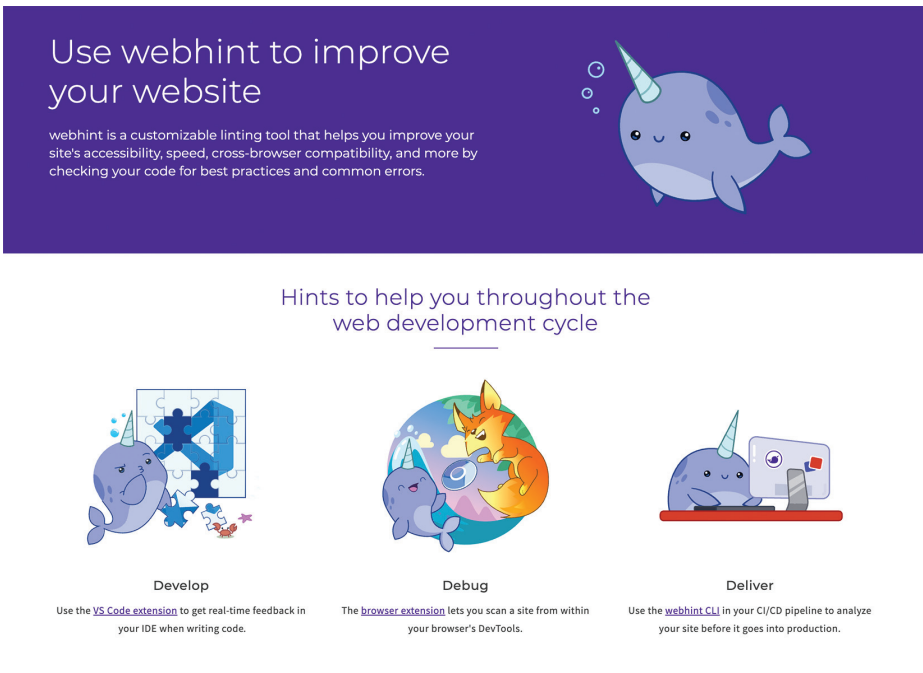 Use webhint to improve
your website
webhint is a customizable linting tool that helps you improve your
site's accessibility, speed, cross-browser compatibility, and more by
checking your code for best practices and common errors.
Hints to help you throughout the
web development cycle
Develop
Use the VS Code extension to get real-time feedback in
your IDE when writing code.
Debug
The browser extension lets you scan a site from within
your browser's DevTools.
Deliver
Use the webhint CLI in your CI/CD pipeline to analyze
your site before it goes into production.